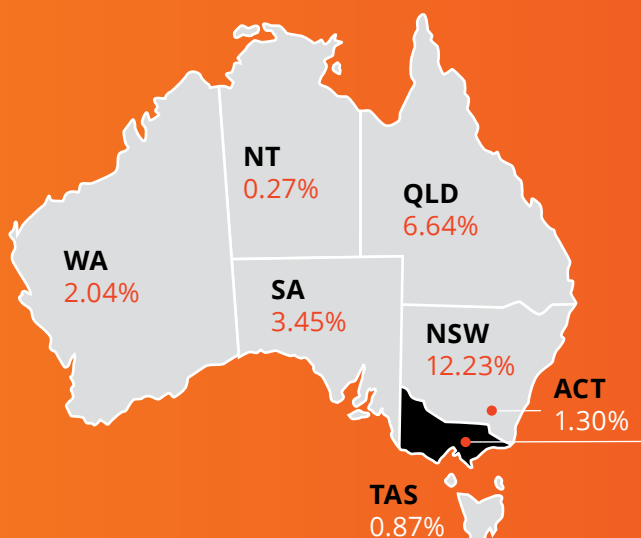 NT
0.27%
QLD
6.64%
WA
2.04%
SA
3.45%
NSW
12.23%
ACT
1.30%
TAS
0.87%